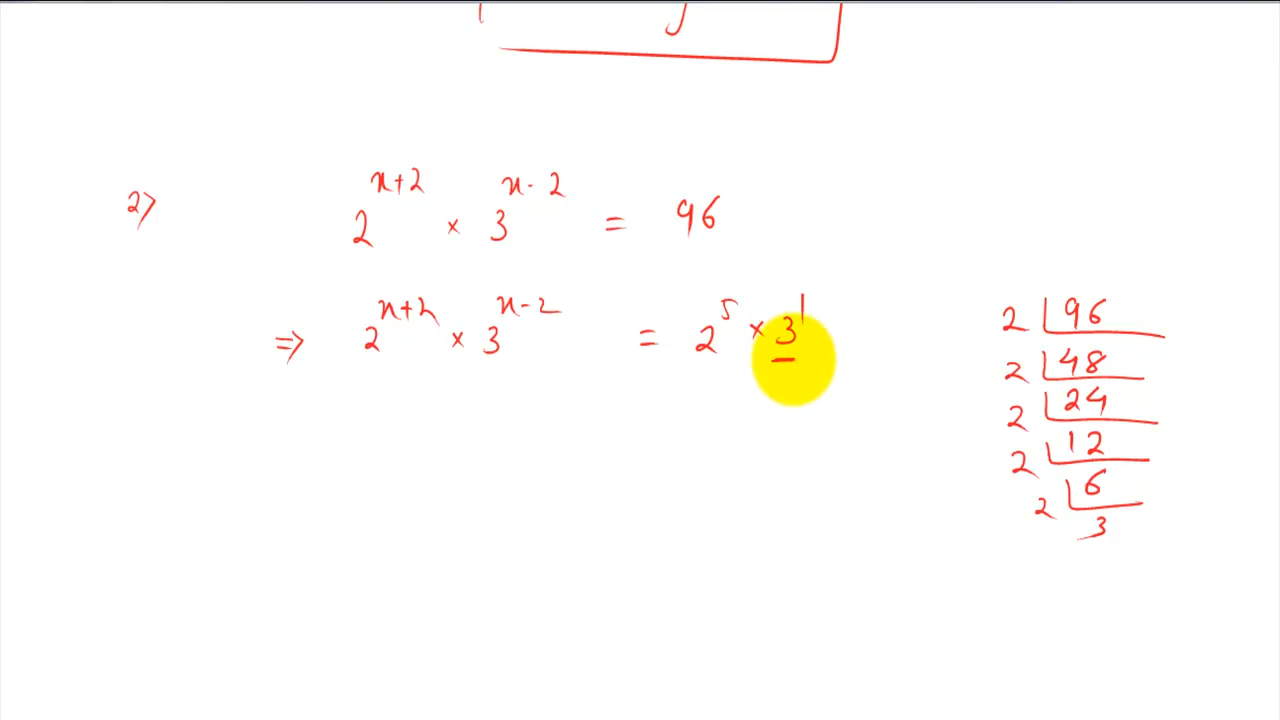 2) 2^{x+2} × 3^{x-2} = 96
⇒ 2^{x+2} × 3^{x-2} = 2^5 × 3^1
2 | 96
2 | 48
2 | 24
2 | 12
2 | 6
3